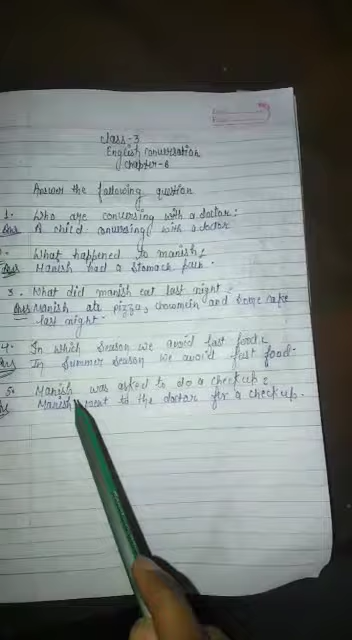 Class-3
English Conversation
Chapter-6
Answer the following question
1. Who are conversing with a doctor?
Ans A child conversing with a doctor
2. What happened to manish?
Ans Manish had a stomach pain.
3. What did manish eat last night.
Ans Manish ate pizza, chowmein and some cake
last night.
4. In which season we avoid fast food?
Ans In Summer season we avoid fast food.
5. Manish was asked to do a checkup?
Manish went to the doctor for a checkup.